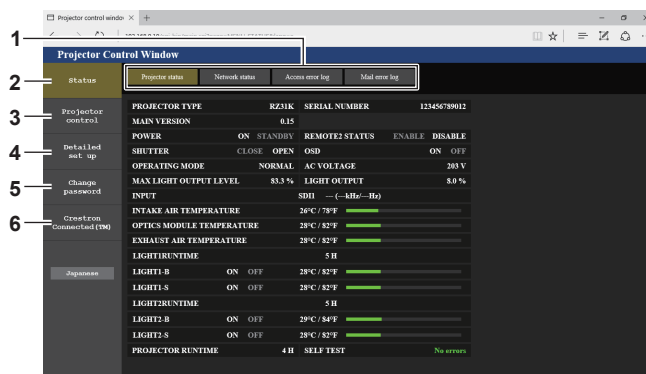 Projector control windov × +
Projector Control Window
1
2
3
4
5
6
Status
Projector control
Detailed set up
Change password
Crestron Connected(TM)
Japanese
Projector status Network status Access error log Mail error log
PROJECTOR TYPE RZ31K SERIAL NUMBER 123456789012
MAIN VERSION 0.15
POWER ON STANDBY REMOTE2 STATUS ENABLE DISABLE
SHUTTER CLOSE OPEN OSD ON OFF
OPERATING MODE NORMAL AC VOLTAGE 203 V
MAX LIGHT OUTPUT LEVEL 83.3 % LIGHT OUTPUT 8.0 %
INPUT SDI1 --- (---kHz/---Hz)
INTAKE AIR TEMPERATURE 26°C / 78°F
OPTICS MODULE TEMPERATURE 28°C / 82°F
EXHAUST AIR TEMPERATURE 28°C / 82°F
LIGHT1RUNTIME 5 H
LIGHT1-B ON OFF 28°C / 82°F
LIGHT1-S ON OFF 28°C / 82°F
LIGHT2RUNTIME 5 H
LIGHT2-B ON OFF 29°C / 84°F
LIGHT2-S ON OFF 28°C / 82°F
PROJECTOR RUNTIME 4 H SELF TEST No errors